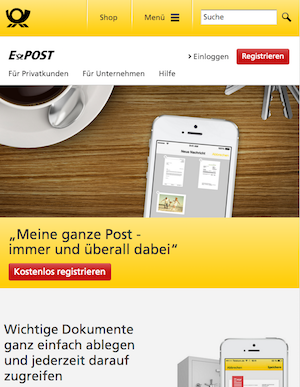 Shop
Menü
Suche
E POST
Einloggen
Registrieren
Für Privatkunden
Für Unternehmen
Hilfe
Neue Nachricht
„Meine ganze Post -
immer und überall dabei“
Kostenlos registrieren
Wichtige Dokumente
ganz einfach ablegen
und jederzeit darauf
zugreifen